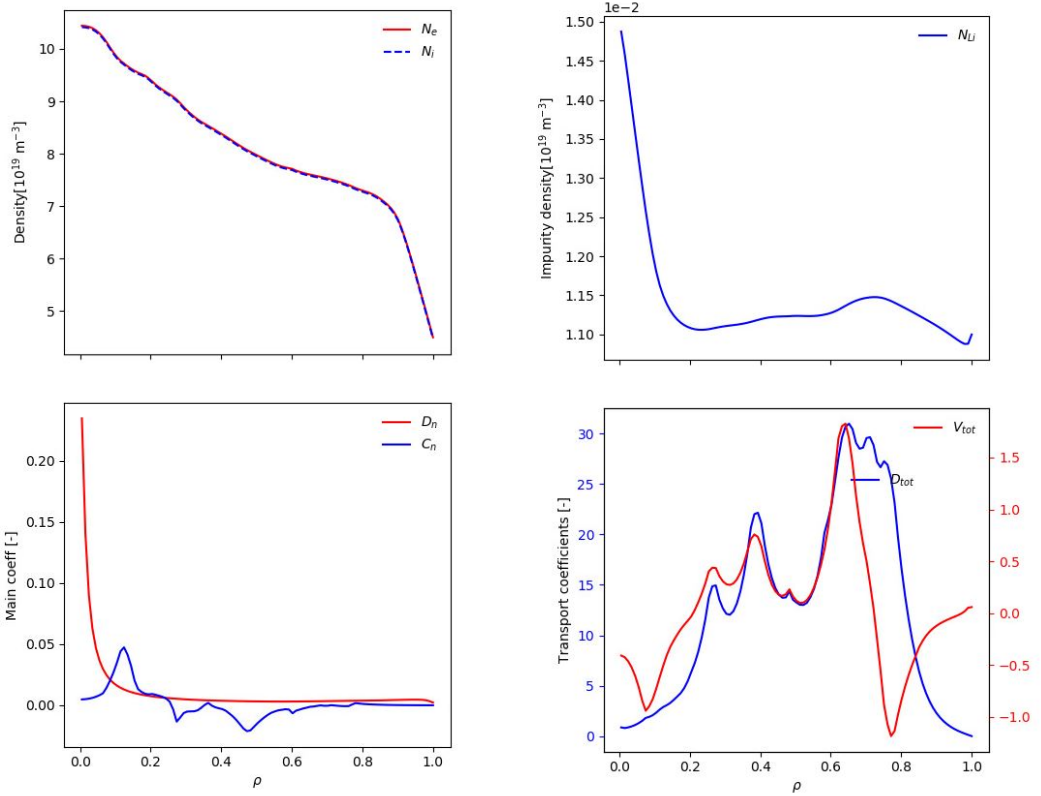 1e−2
N_e
N_i
Density[10^19 m^−3]
10
9
8
7
6
5
N_Li
Impurity density[10^19 m^−3]
1.50
1.45
1.40
1.35
1.30
1.25
1.20
1.15
1.10
D_n
C_n
Main coeff [-]
0.20
0.15
0.10
0.05
0.00
0.0 0.2 0.4 0.6 0.8 1.0
ρ
V_tot
D_tot
Transport coefficients [-]
30
25
20
15
10
5
0
1.5
1.0
0.5
0.0
−0.5
−1.0
0.0 0.2 0.4 0.6 0.8 1.0
ρ